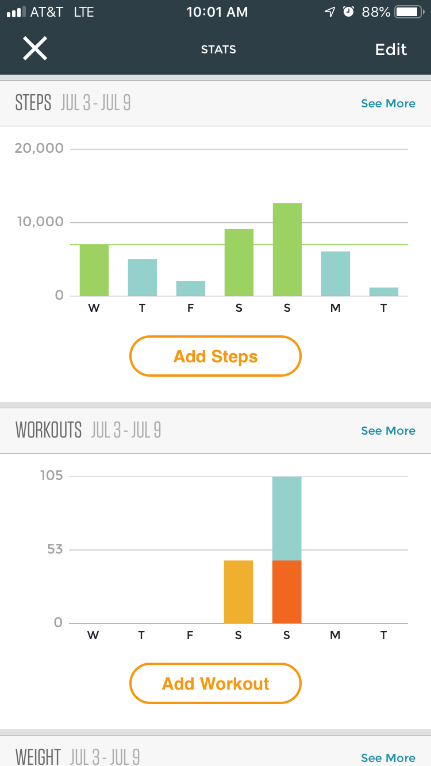 AT&T LTE 10:01 AM 88%
STATS Edit
STEPS JUL 3 - JUL 9 See More
20,000
10,000
0
W T F S S M T
Add Steps
WORKOUTS JUL 3 - JUL 9 See More
105
53
0
W T F S S M T
Add Workout
WEIGHT JUL 3 - JUL 9 See More